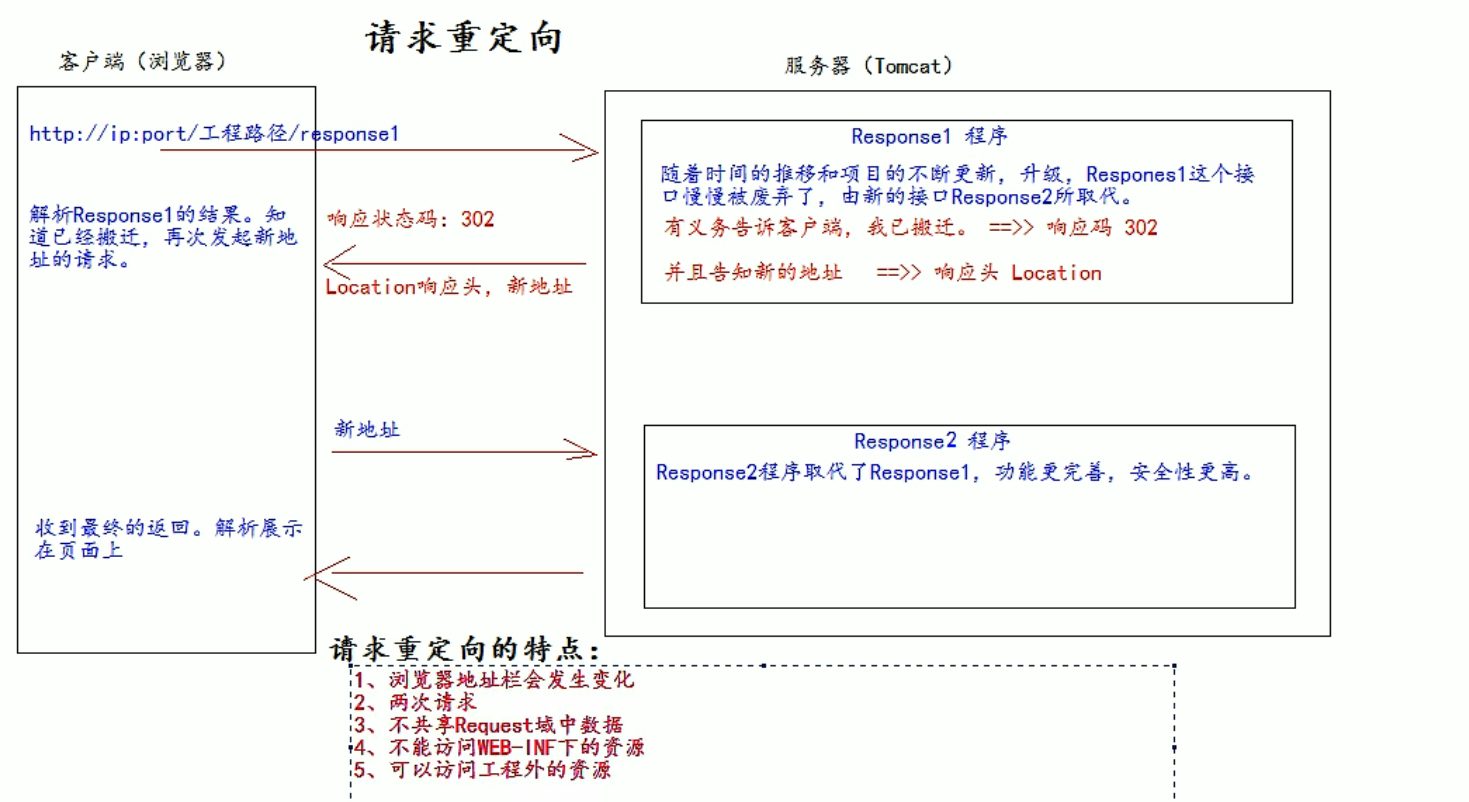 请求重定向
客户端（浏览器）
服务器（Tomcat）
http://ip:port/工程路径/response1
解析Response1的结果。知
道已经搬迁，再次发起新地
址的请求。
响应状态码：302
Location响应头，新地址
Response1 程序
随着时间的推移和项目的不断更新，升级，Respones1这个接
口慢慢被废弃了，由新的接口Response2所取代。
有义务告诉客户端，我已搬迁。 ==>> 响应码 302
并且告知新的地址 ==>> 响应头 Location
新地址
Response2 程序
Response2程序取代了Response1，功能更完善，安全性更高。
收到最终的返回。解析展示
在页面上
请求重定向的特点：
1、浏览器地址栏会发生变化
2、两次请求
3、不共享Request域中数据
4、不能访问WEB-INF下的资源
5、可以访问工程外的资源